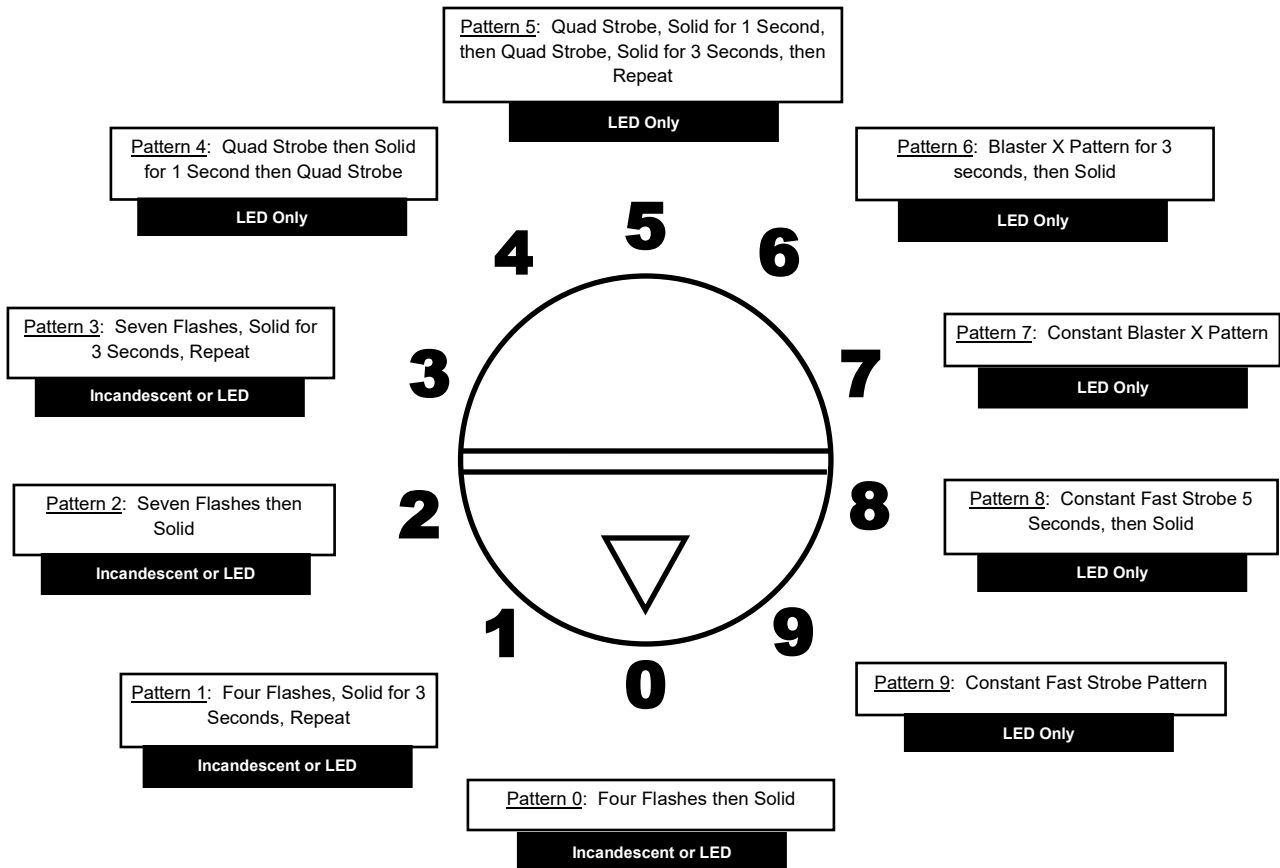 Pattern 5: Quad Strobe, Solid for 1 Second,
then Quad Strobe, Solid for 3 Seconds, then
Repeat
LED Only
Pattern 4: Quad Strobe then Solid
for 1 Second then Quad Strobe
LED Only
Pattern 6: Blaster X Pattern for 3
seconds, then Solid
LED Only
5
4
6
Pattern 3: Seven Flashes, Solid for
3 Seconds, Repeat
Incandescent or LED
3
7
Pattern 7: Constant Blaster X Pattern
LED Only
Pattern 2: Seven Flashes then
Solid
Incandescent or LED
2
8
Pattern 8: Constant Fast Strobe 5
Seconds, then Solid
LED Only
1
9
0
Pattern 1: Four Flashes, Solid for 3
Seconds, Repeat
Incandescent or LED
Pattern 9: Constant Fast Strobe Pattern
LED Only
Pattern 0: Four Flashes then Solid
Incandescent or LED